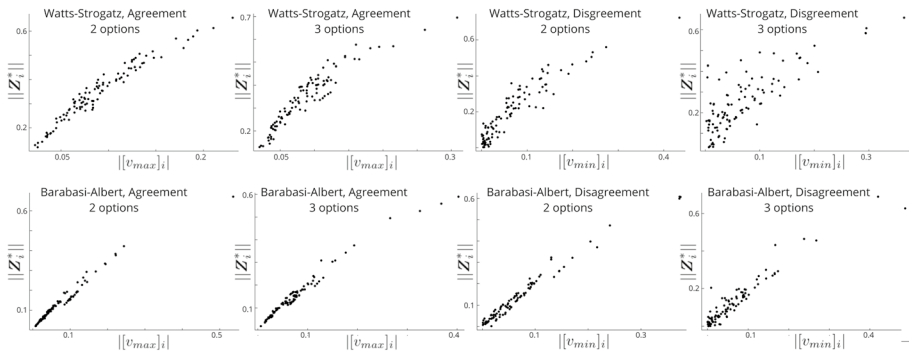 Watts-Strogatz, Agreement
2 options
0.6
0.2
||Z*i||
0.05
0.2
|[vmax]i|
Watts-Strogatz, Agreement
3 options
0.7
0.2
||Z*i||
0.05
0.3
|[vmax]i|
Watts-Strogatz, Disgreement
2 options
0.6
0.2
||Z*i||
0.1
0.4
|[vmin]i|
Watts-Strogatz, Disgreement
3 options
0.6
0.2
||Z*i||
0.1
0.3
|[vmin]i|
Barabasi-Albert, Agreement
2 options
0.6
0.1
||Z*i||
0.1
0.5
|[vmax]i|
Barabasi-Albert, Agreement
3 options
0.6
0.1
||Z*i||
0.1
0.4
|[vmax]i|
Barabasi-Albert, Disagreement
2 options
0.6
0.1
||Z*i||
0.1
0.3
|[vmin]i|
Barabasi-Albert, Disagreement
3 options
0.6
0.2
||Z*i||
0.1
0.4
|[vmin]i|